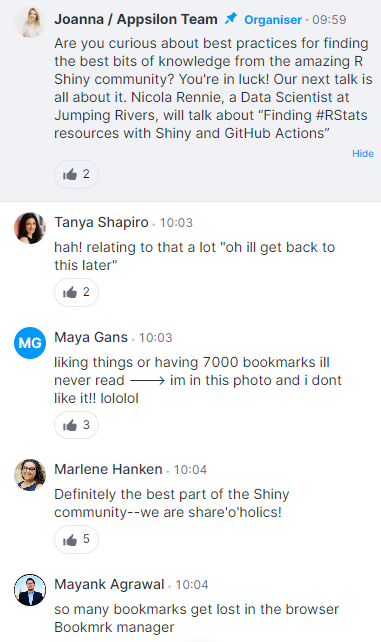 Joanna / Appsilon Team Organiser · 09:59
Are you curious about best practices for finding
the best bits of knowledge from the amazing R
Shiny community? You're in luck! Our next talk
is all about it. Nicola Rennie, a Data Scientist at
Jumping Rivers, will talk about “Finding #RStats
resources with Shiny and GitHub Actions”
Hide
2
Tanya Shapiro · 10:03
hah! relating to that a lot "oh ill get back to
this later"
2
MG
Maya Gans · 10:03
liking things or having 7000 bookmarks ill
never read ---> im in this photo and i dont
like it!! lololol
3
Marlene Hanken · 10:04
Definitely the best part of the Shiny
community--we are share'o'holics!
5
Mayank Agrawal · 10:04
so many bookmarks get lost in the browser
Bookmrk manager